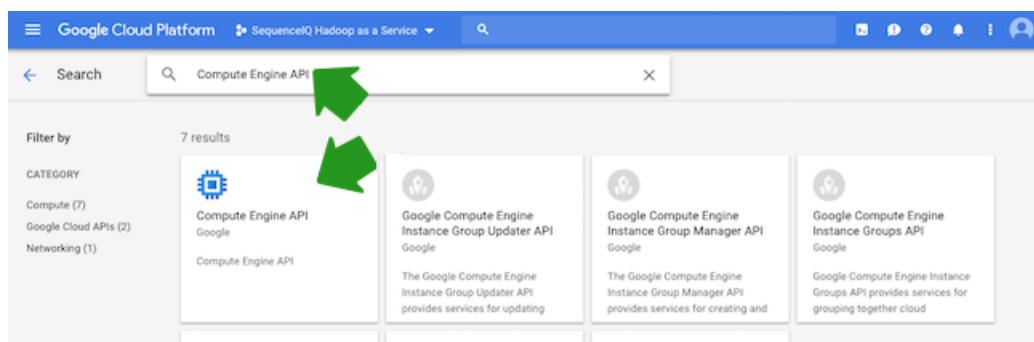 Google Cloud Platform
SequenceIQ Hadoop as a Service
Search
Compute Engine API
Filter by
7 results
CATEGORY
Compute (7)
Google Cloud APIs (2)
Networking (1)
Compute Engine API
Google
Compute Engine API
Google Compute Engine
Instance Group Updater API
Google
The Google Compute Engine
Instance Group Updater API
provides services for updating
Google Compute Engine
Instance Group Manager API
Google
The Google Compute Engine
Instance Group Manager API
provides services for creating and
Google Compute Engine
Instance Groups API
Google
Google Compute Engine Instance
Groups API provides services for
grouping together cloud